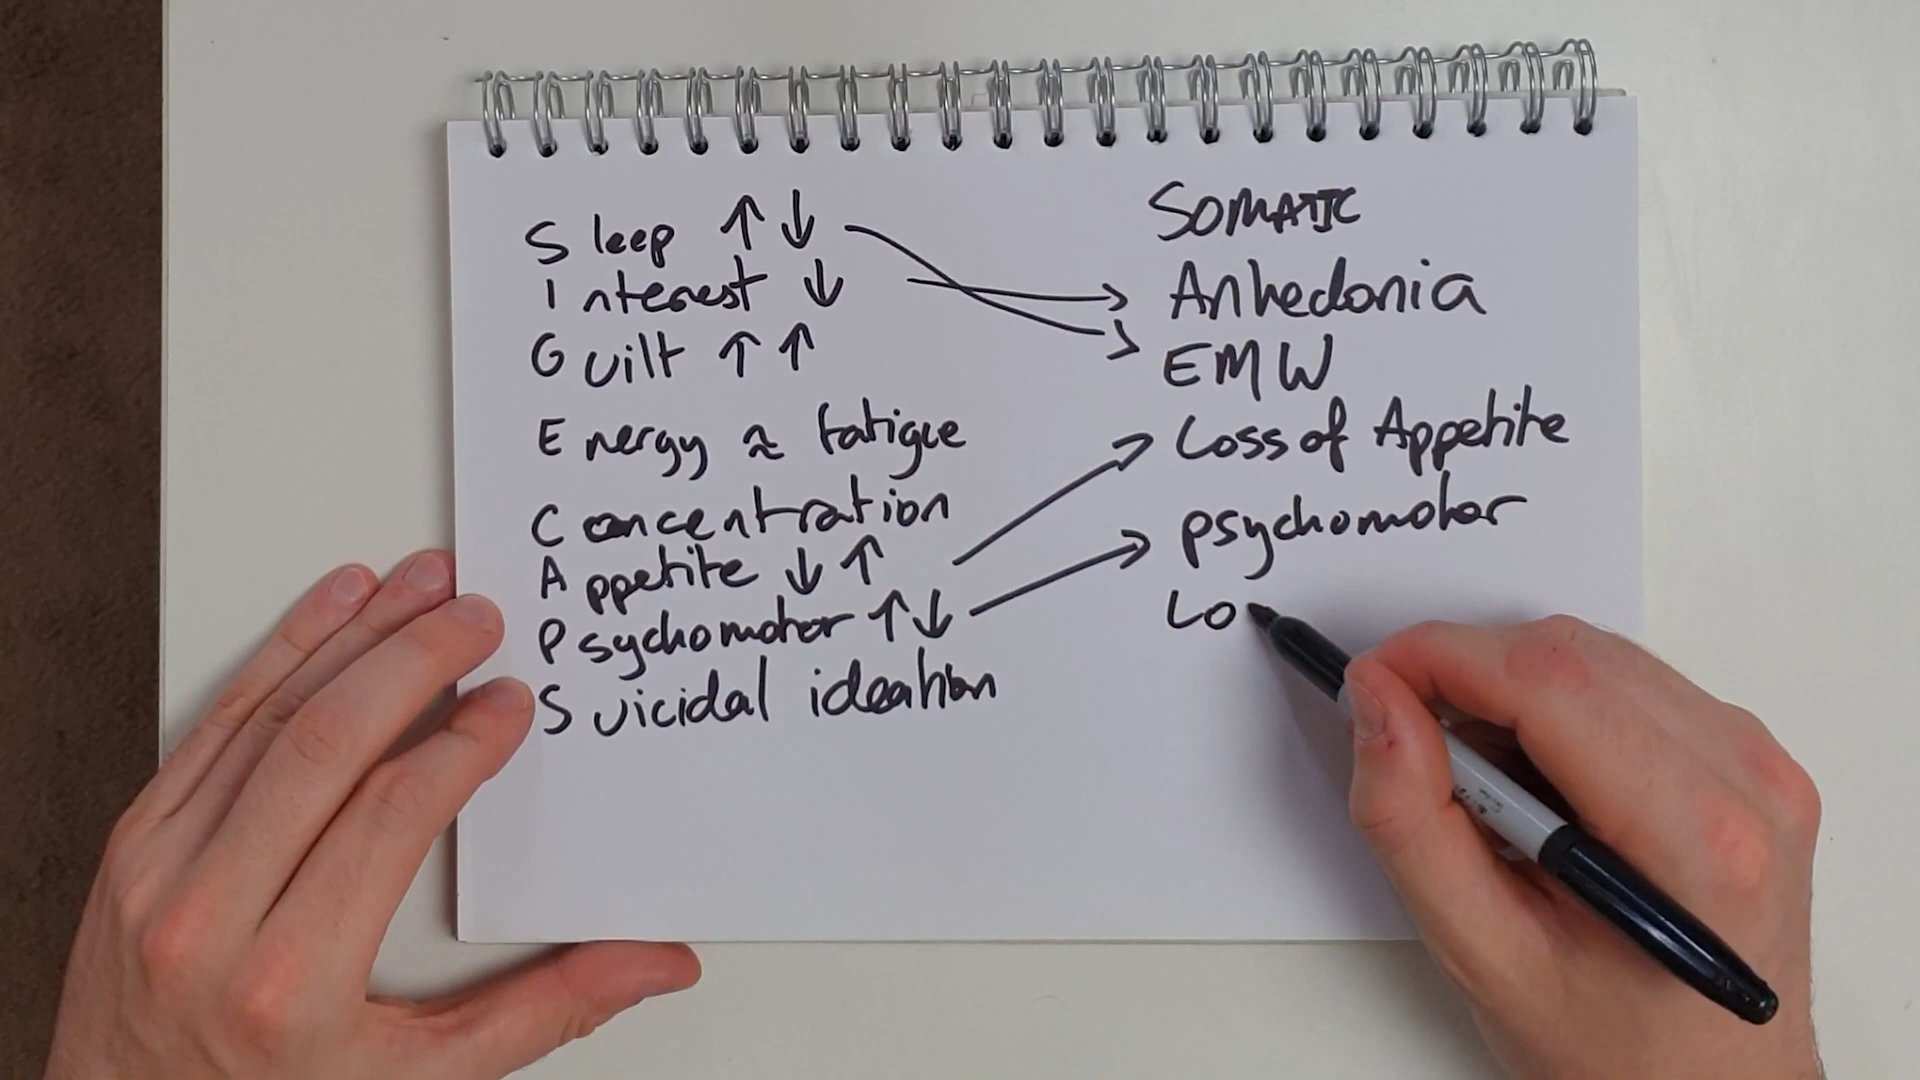 Sleep ↑ ↓
Interest ↓
Guilt ↑ ↑
Energy ≈ fatigue
Concentration
Appetite ↓ ↑
Psychomotor ↑ ↓
Suicidal ideation
SOMATIC
Anhedonia
EMW
Loss of Appetite
psychomotor
Lo